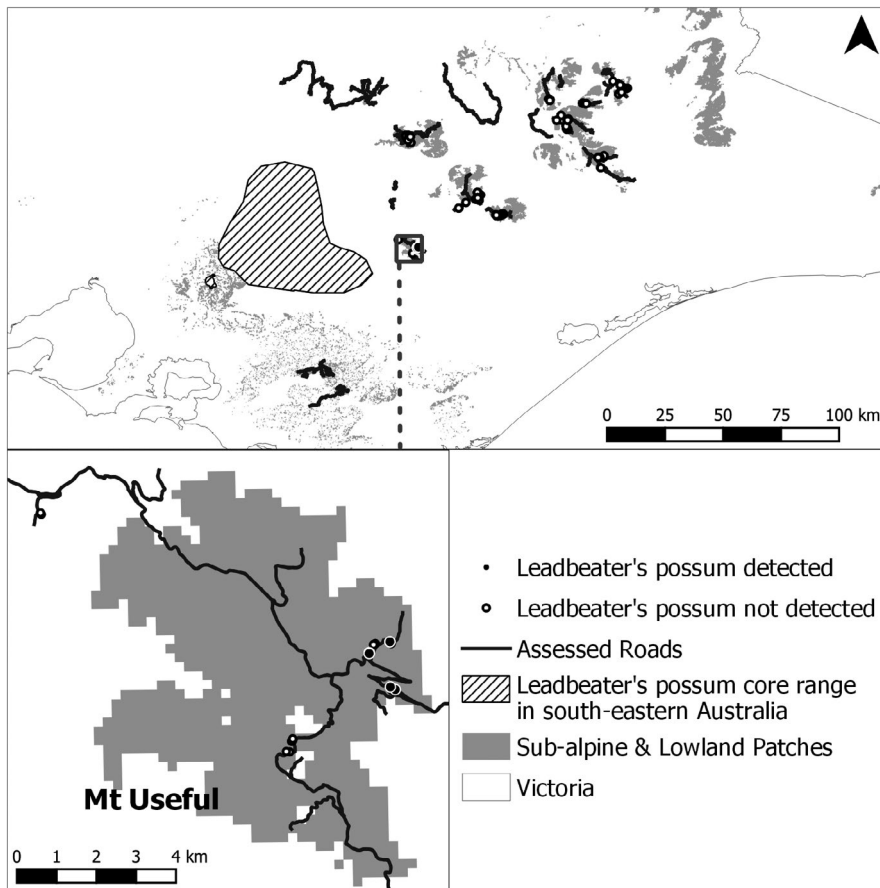 0 25 50 75 100 km
Leadbeater's possum detected
Leadbeater's possum not detected
Assessed Roads
Leadbeater's possum core range
in south-eastern Australia
Sub-alpine & Lowland Patches
Victoria
Mt Useful
0 1 2 3 4 km